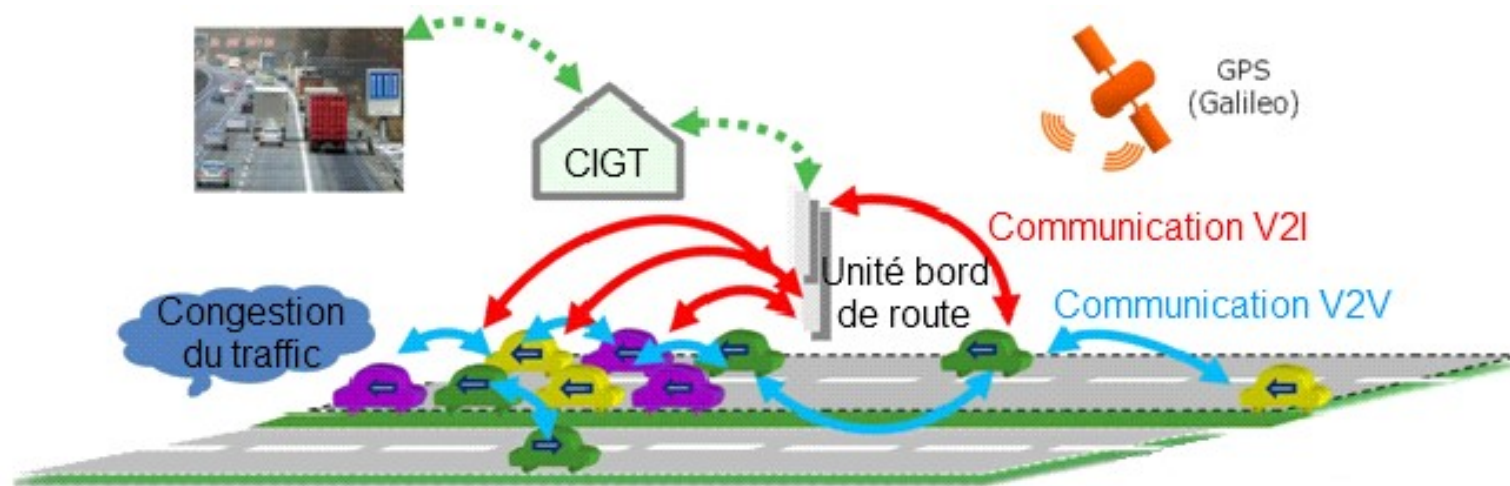 GPS
(Galileo)
CIGT
Communication V2I
Unité bord
de route
Communication V2V
Congestion
du traffic